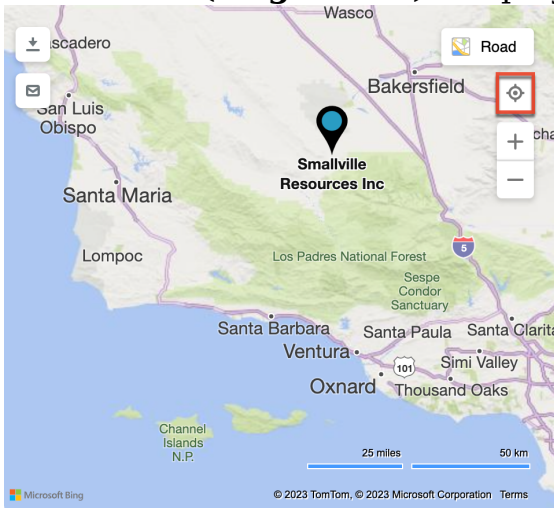 Wasco
ascadero
Road
Bakersfield
San Luis
Obispo
cha
Smallville
Resources Inc
Santa Maria
5
Lompoc
Los Padres National Forest
Sespe
Condor
Sanctuary
Santa Barbara
Santa Paula
Santa Clarita
Ventura
101
Simi Valley
Oxnard
Thousand Oaks
Channel
Islands
N.P.
25 miles
50 km
Microsoft Bing
© 2023 TomTom, © 2023 Microsoft Corporation Terms